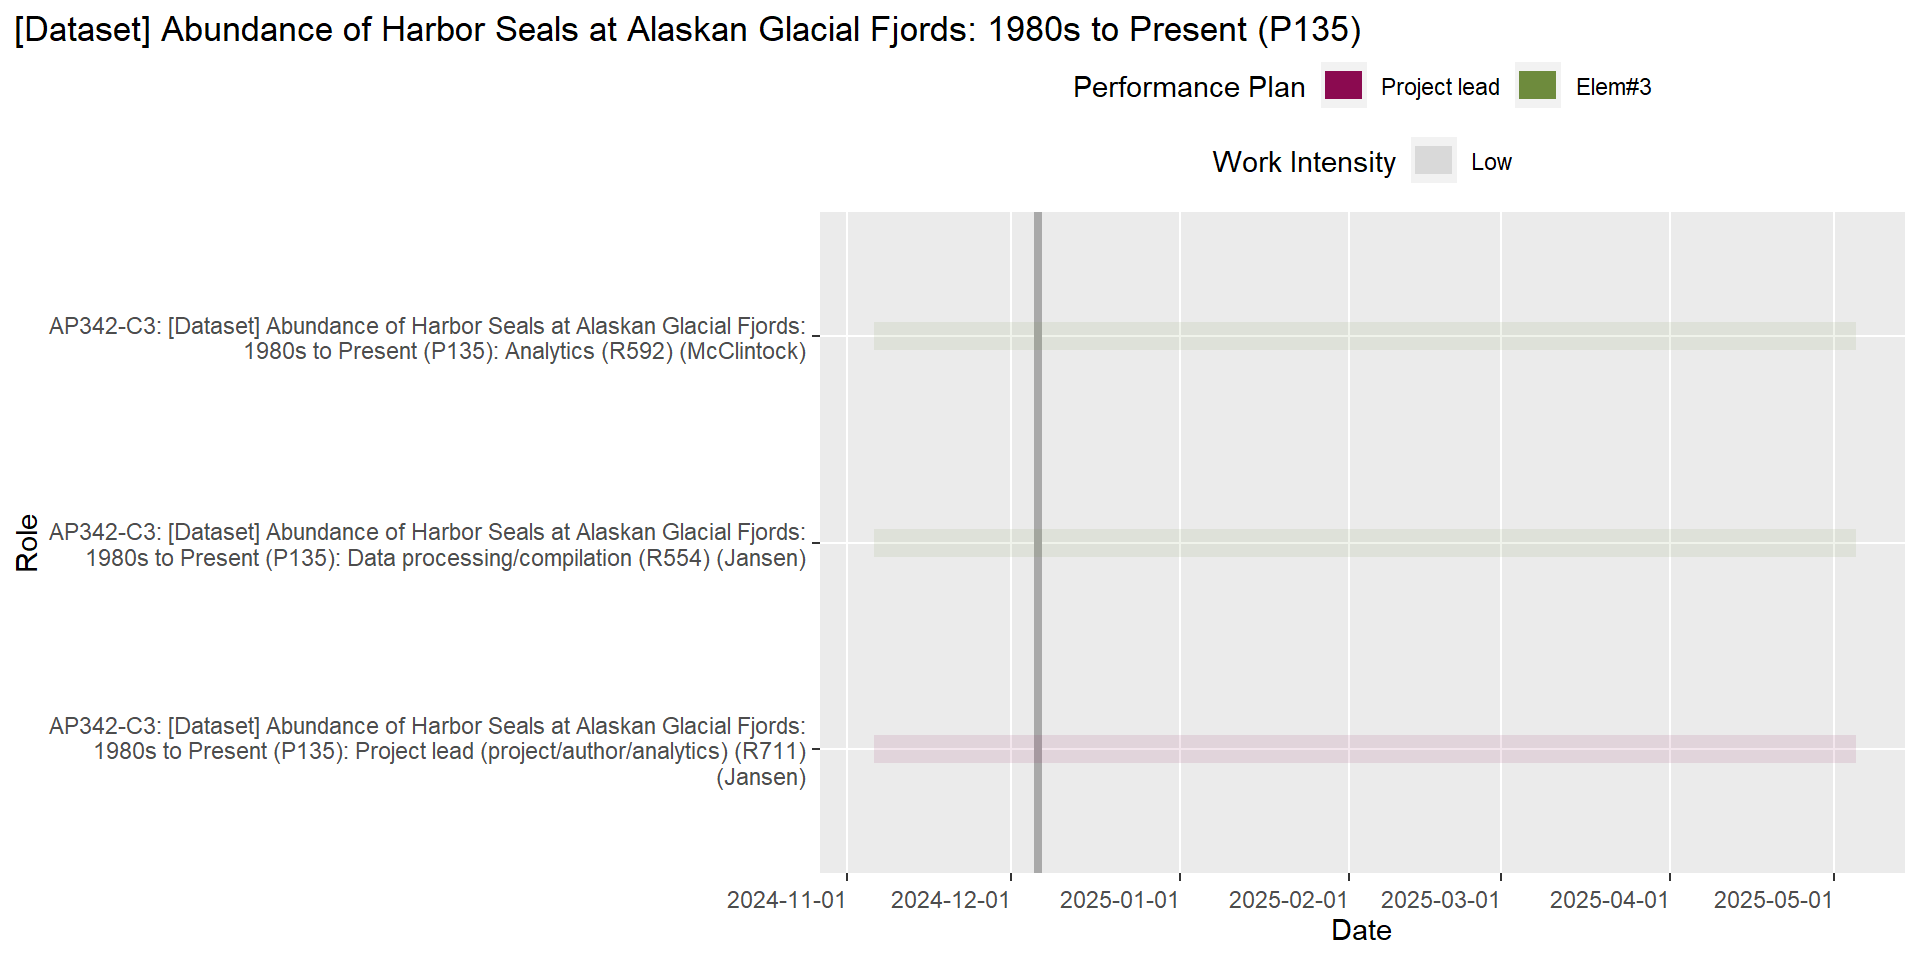 [Dataset] Abundance of Harbor Seals at Alaskan Glacial Fjords: 1980s to Present (P135)
Performance Plan Project lead Elem#3
Work Intensity Low
AP342-C3: [Dataset] Abundance of Harbor Seals at Alaskan Glacial Fjords:
1980s to Present (P135): Analytics (R592) (McClintock)
Role
AP342-C3: [Dataset] Abundance of Harbor Seals at Alaskan Glacial Fjords:
1980s to Present (P135): Data processing/compilation (R554) (Jansen)
AP342-C3: [Dataset] Abundance of Harbor Seals at Alaskan Glacial Fjords:
1980s to Present (P135): Project lead (project/author/analytics) (R711)
(Jansen)
2024-11-01 2024-12-01 2025-01-01 2025-02-01 2025-03-01 2025-04-01 2025-05-01
Date